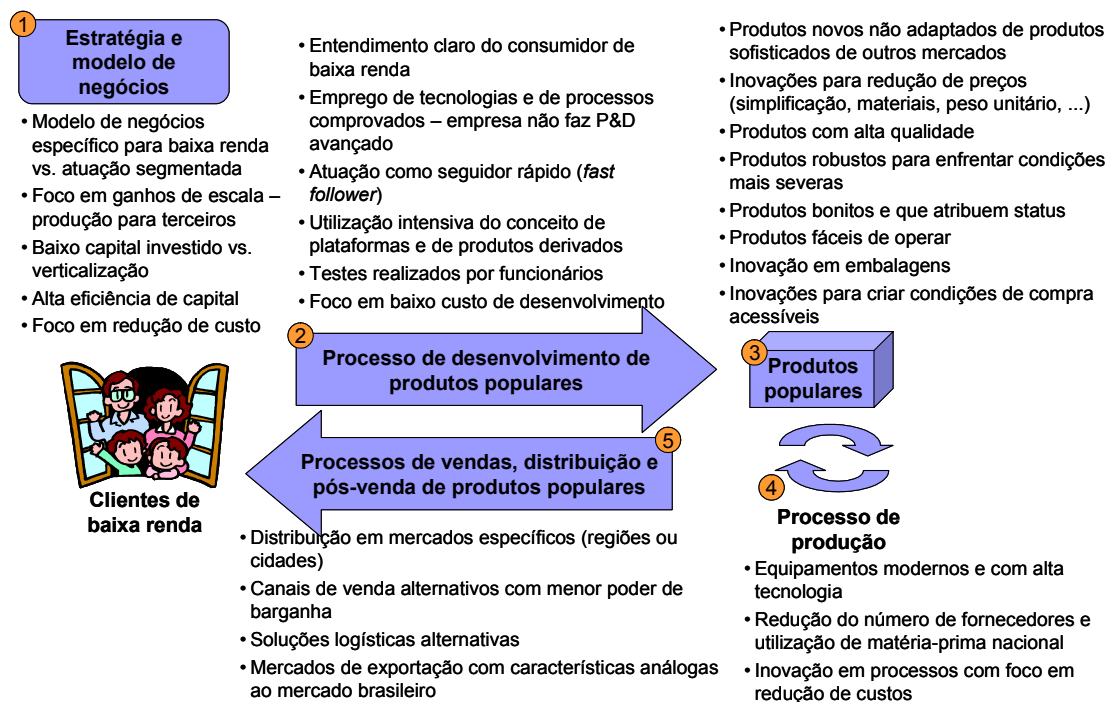 1
Estratégia e
modelo de
negócios
• Modelo de negócios
específico para baixa renda
vs. atuação segmentada
• Foco em ganhos de escala –
produção para terceiros
• Baixo capital investido vs.
verticalização
• Alta eficiência de capital
• Foco em redução de custo
• Entendimento claro do consumidor de
baixa renda
• Emprego de tecnologias e de processos
comprovados – empresa não faz P&D
avançado
• Atuação como seguidor rápido (fast
follower)
• Utilização intensiva do conceito de
plataformas e de produtos derivados
• Testes realizados por funcionários
• Foco em baixo custo de desenvolvimento
2
Processo de desenvolvimento de
produtos populares
• Produtos novos não adaptados de produtos
sofisticados de outros mercados
• Inovações para redução de preços
(simplificação, materiais, peso unitário, ...)
• Produtos com alta qualidade
• Produtos robustos para enfrentar condições
mais severas
• Produtos bonitos e que atribuem status
• Produtos fáceis de operar
• Inovação em embalagens
• Inovações para criar condições de compra
acessíveis
3
Produtos
populares
4
Processo de
produção
• Equipamentos modernos e com alta
tecnologia
• Redução do número de fornecedores e
utilização de matéria-prima nacional
• Inovação em processos com foco em
redução de custos
5
Processos de vendas, distribuição e
pós-venda de produtos populares
• Distribuição em mercados específicos (regiões ou
cidades)
• Canais de venda alternativos com menor poder de
barganha
• Soluções logísticas alternativas
• Mercados de exportação com características análogas
ao mercado brasileiro
Clientes de
baixa renda